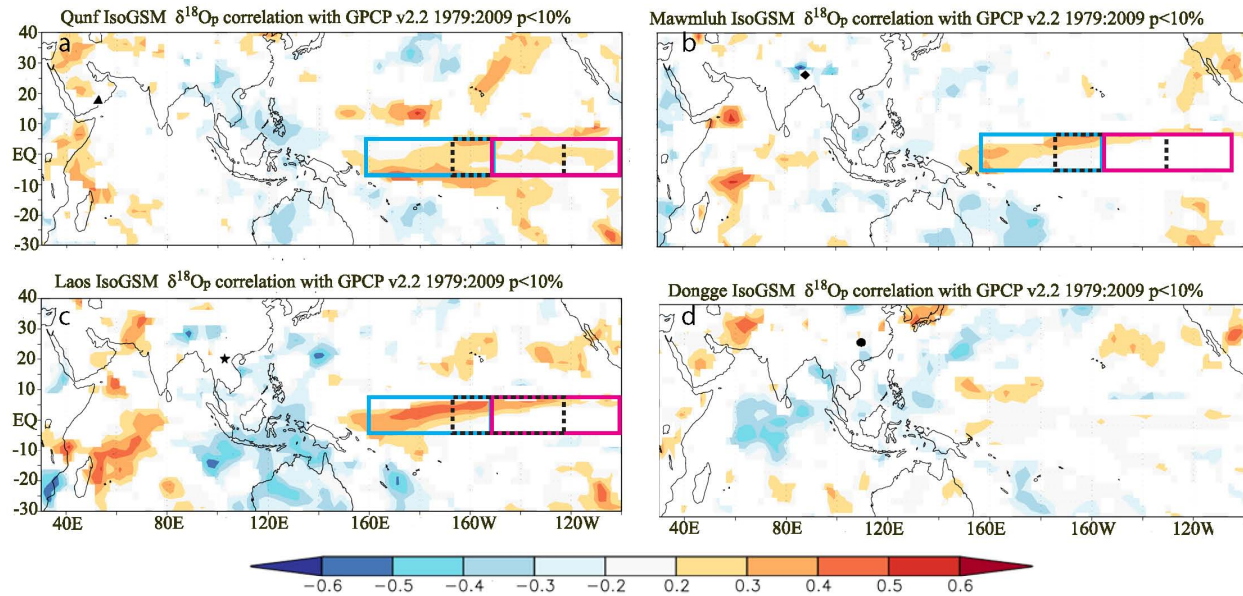 Qunf IsoGSM δ18Op correlation with GPCP v2.2 1979:2009 p<10%
a
40
30
20
10
EQ
-10
-20
-30
Mawmluh IsoGSM δ18Op correlation with GPCP v2.2 1979:2009 p<10%
b
Laos IsoGSM δ18Op correlation with GPCP v2.2 1979:2009 p<10%
c
40
30
20
10
EQ
-10
-20
-30
40E 80E 120E 160E 160W 120W
Dongge IsoGSM δ18Op correlation with GPCP v2.2 1979:2009 p<10%
d
40E 80E 120E 160E 160W 120W
-0.6 -0.5 -0.4 -0.3 -0.2 0.2 0.3 0.4 0.5 0.6